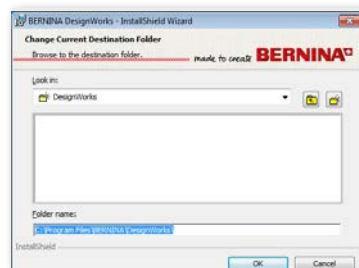 BERNINA DesignWorks - InstallShield Wizard
Change Current Destination Folder
Browse to the destination folder.
made to create BERNINA
Look in:
DesignWorks
Folder name:
C:\Program Files\BERNINA\DesignWorks\
InstallShield
OK Cancel